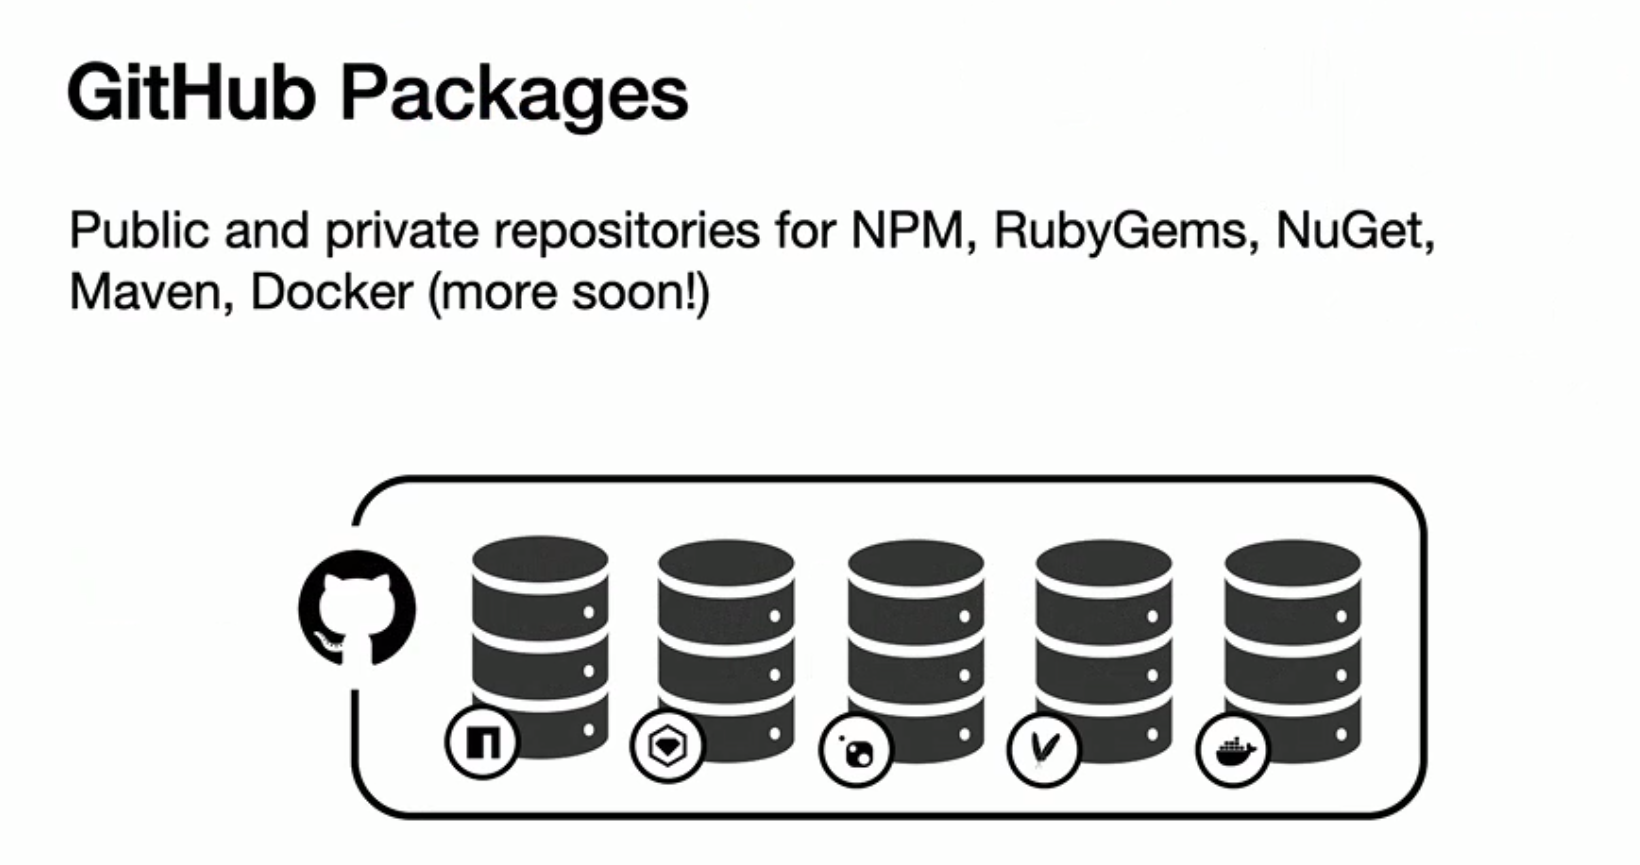 GitHub Packages
Public and private repositories for NPM, RubyGems, NuGet,
Maven, Docker (more soon!)